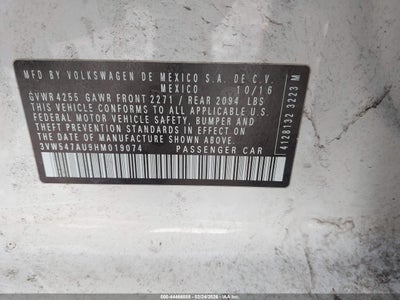 MFD BY VOLKSWAGEN DE MEXICO S.A. DE C.V.
MEXICO 10/16
GVWR 4255 GAWR FRONT 2271 / REAR 2094 LBS
THIS VEHICLE CONFORMS TO ALL APPLICABLE U.S.
FEDERAL MOTOR VEHICLE SAFETY, BUMPER AND
THEFT PREVENTION STANDARDS IN EFFECT ON THE
DATE OF MANUFACTURE SHOWN ABOVE.
3VW547AU9HM019074 PASSENGER CAR
4128132 3223 M